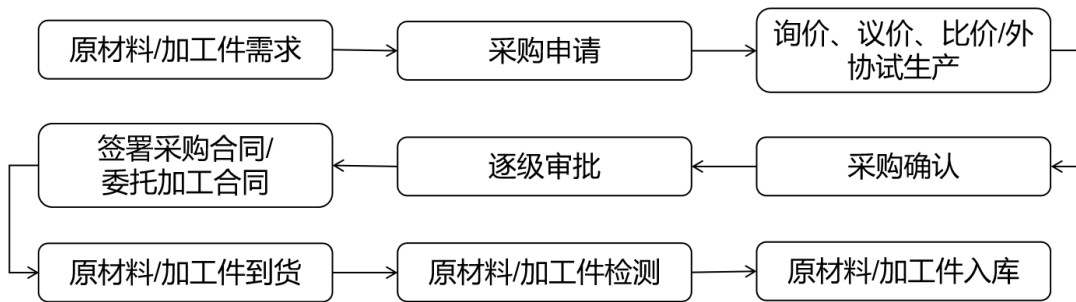 原材料/加工件需求
采购申请
询价、议价、比价/外
协试生产
采购确认
逐级审批
签署采购合同/
委托加工合同
原材料/加工件到货
原材料/加工件检测
原材料/加工件入库